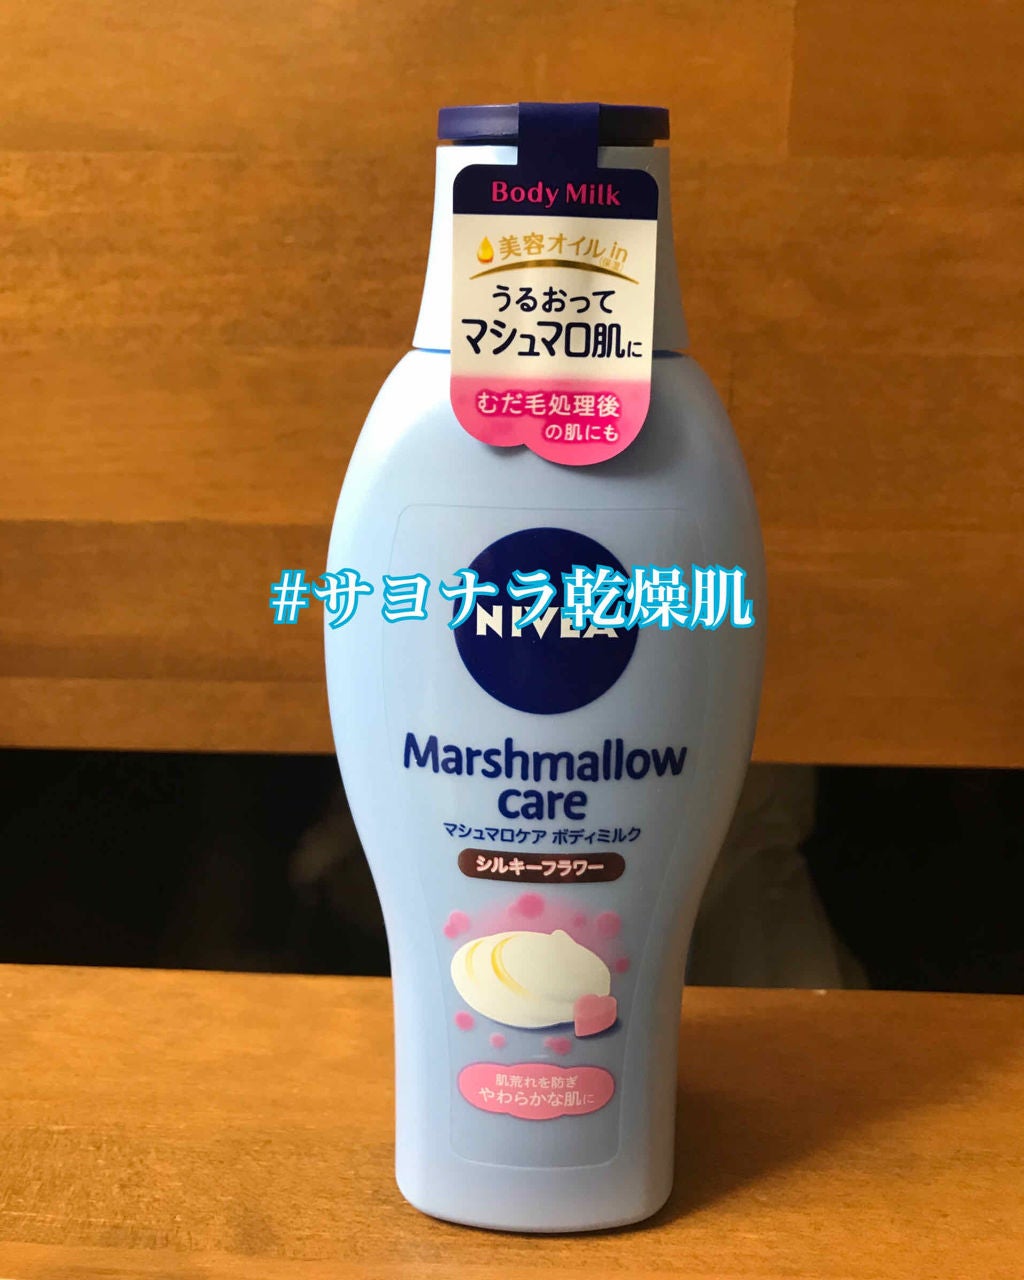 Body Milk
美容オイルin
(保湿)
うるおって
マシュマロ肌に
むだ毛処理後
の肌にも
#サヨナラ乾燥肌
NIVEA
Marshmallow
care
マシュマロケア ボディミルク
シルキーフラワー
肌荒れを防ぎ
やわらかな肌に